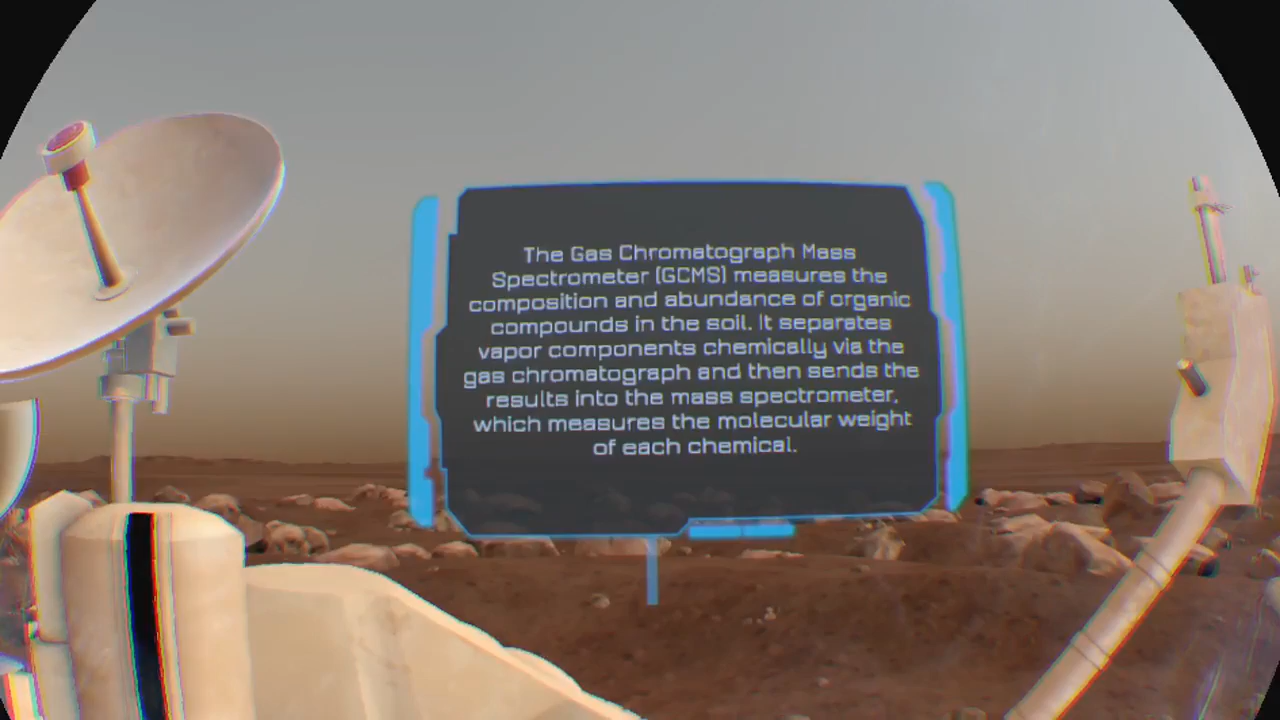 The Gas Chromatograph Mass
Spectrometer (GCMS) measures the
composition and abundance of organic
compounds in the soil. It separates
vapor components chemically via the
gas chromatograph and then sends the
results into the mass spectrometer,
which measures the molecular weight
of each chemical.